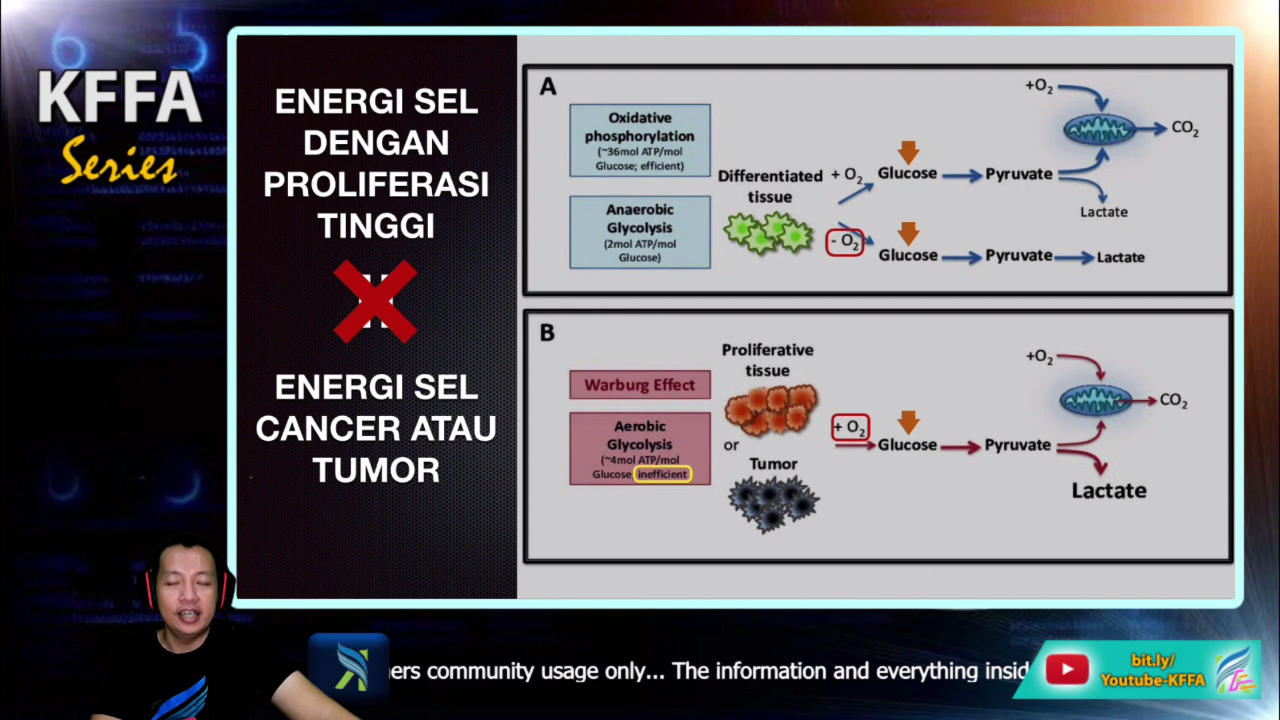 KFFA
Series
ENERGI SEL
DENGAN
PROLIFERASI
TINGGI
ENERGI SEL
CANCER ATAU
TUMOR
A
Oxidative
phosphorylation
(~36mol ATP/mol
Glucose; efficient)
Anaerobic
Glycolysis
(2mol ATP/mol
Glucose)
Differentiated
tissue
+ O2
- O2
Glucose
Pyruvate
+O2
CO2
Lactate
Glucose
Pyruvate
Lactate
B
Warburg Effect
Aerobic
Glycolysis
(~4mol ATP/mol
Glucose inefficient
Proliferative
tissue
or
Tumor
+ O2
Glucose
Pyruvate
+O2
CO2
Lactate
ers community usage only... The information and everything insid
bit.ly/
Youtube-KFFA